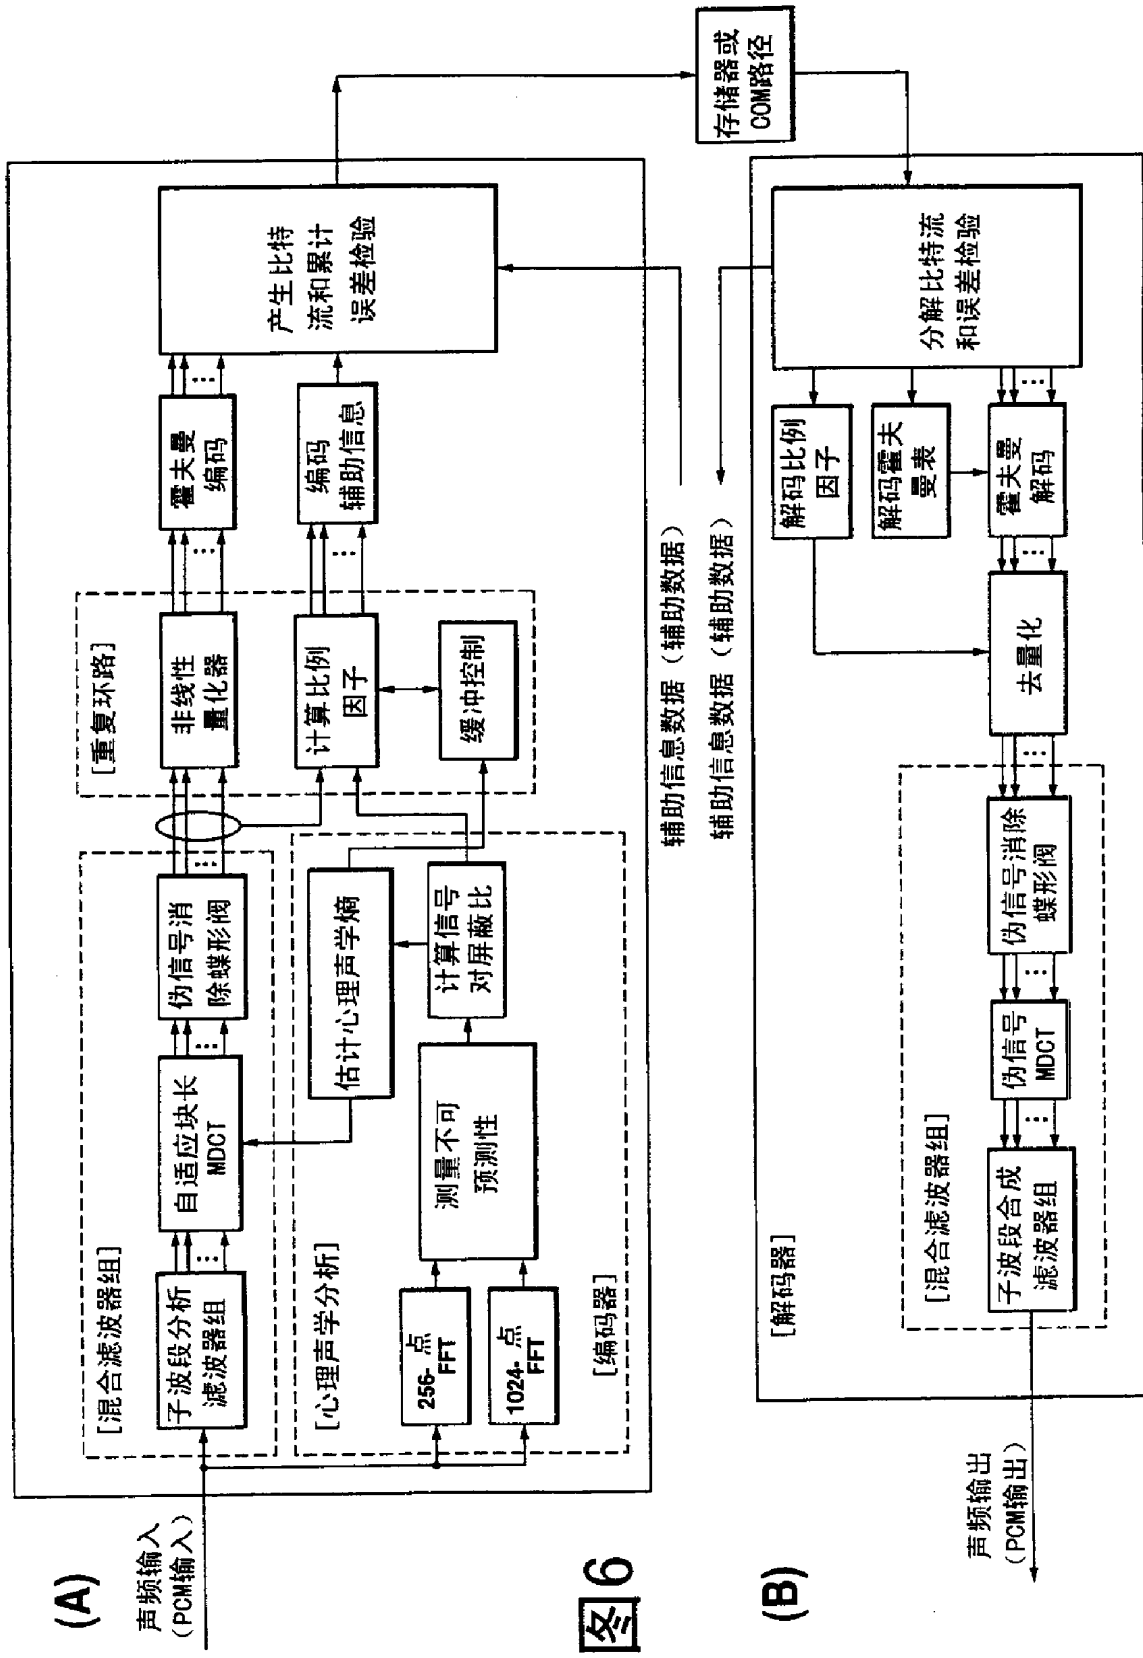 (A)
声频输入
(PCM输入)
[混合滤波器组]
子波段分析
滤波器组
自适应块长
MDCT
伪信号消
除蝶形阀
[重复环路]
非线性
量化器
霍夫曼
编码
产生比特
流和累计
误差检验
计算比例
因子
编码
辅助信息
缓冲控制
[心理声学分析]
估计心理声学熵
256- 点
FFT
1024- 点
FFT
测量不可
预测性
计算信号
对屏蔽比
[编码器]
辅助信息数据(辅助数据)
辅助信息数据(辅助数据)
存储器或
COM路径
图6
(B)
[解码器]
分解比特流
和误差检验
解码比例
因子
解码霍夫
曼表
霍夫曼
解码
去量化
[混合滤波器组]
伪信号消除
蝶形阀
伪信号
MDCT
子波段合成
滤波器组
声频输出
(PCM输出)